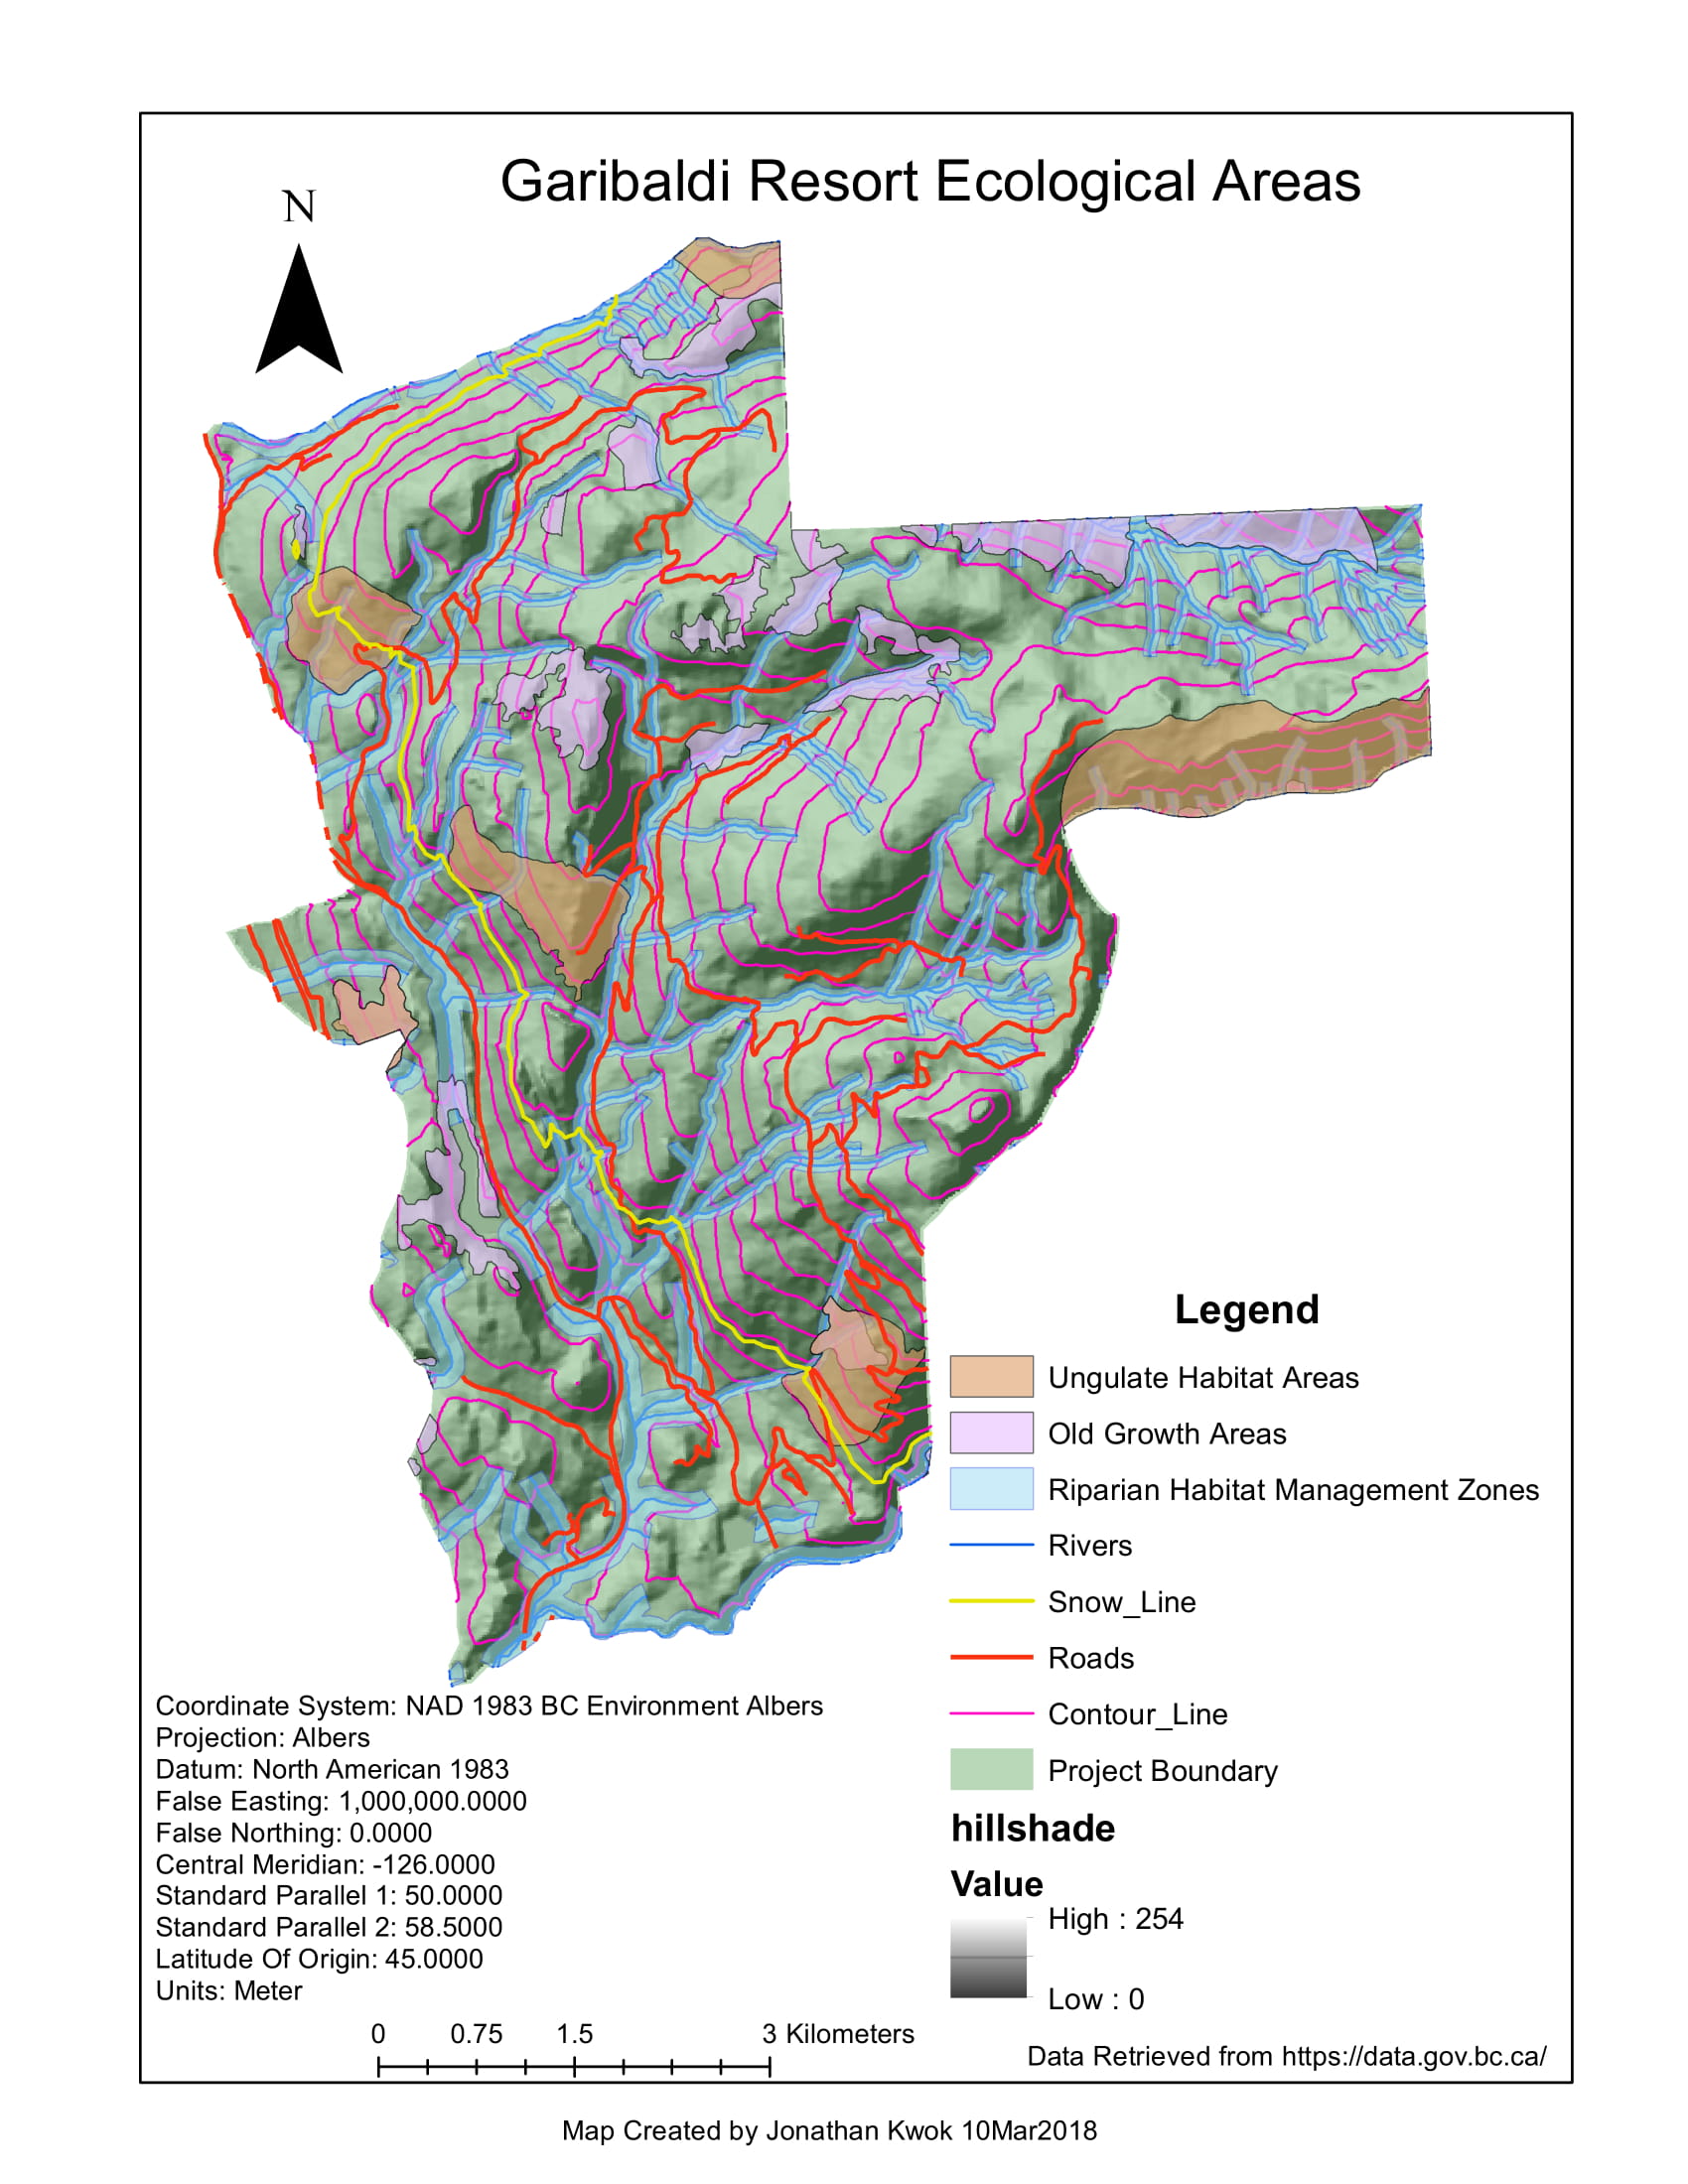 Garibaldi Resort Ecological Areas
N
Legend
Ungulate Habitat Areas
Old Growth Areas
Riparian Habitat Management Zones
Rivers
Snow_Line
Roads
Contour_Line
Project Boundary
hillshade
Value
High : 254
Low : 0
Coordinate System: NAD 1983 BC Environment Albers
Projection: Albers
Datum: North American 1983
False Easting: 1,000,000.0000
False Northing: 0.0000
Central Meridian: -126.0000
Standard Parallel 1: 50.0000
Standard Parallel 2: 58.5000
Latitude Of Origin: 45.0000
Units: Meter
0 0.75 1.5 3 Kilometers
Data Retrieved from https://data.gov.bc.ca/
Map Created by Jonathan Kwok 10Mar2018